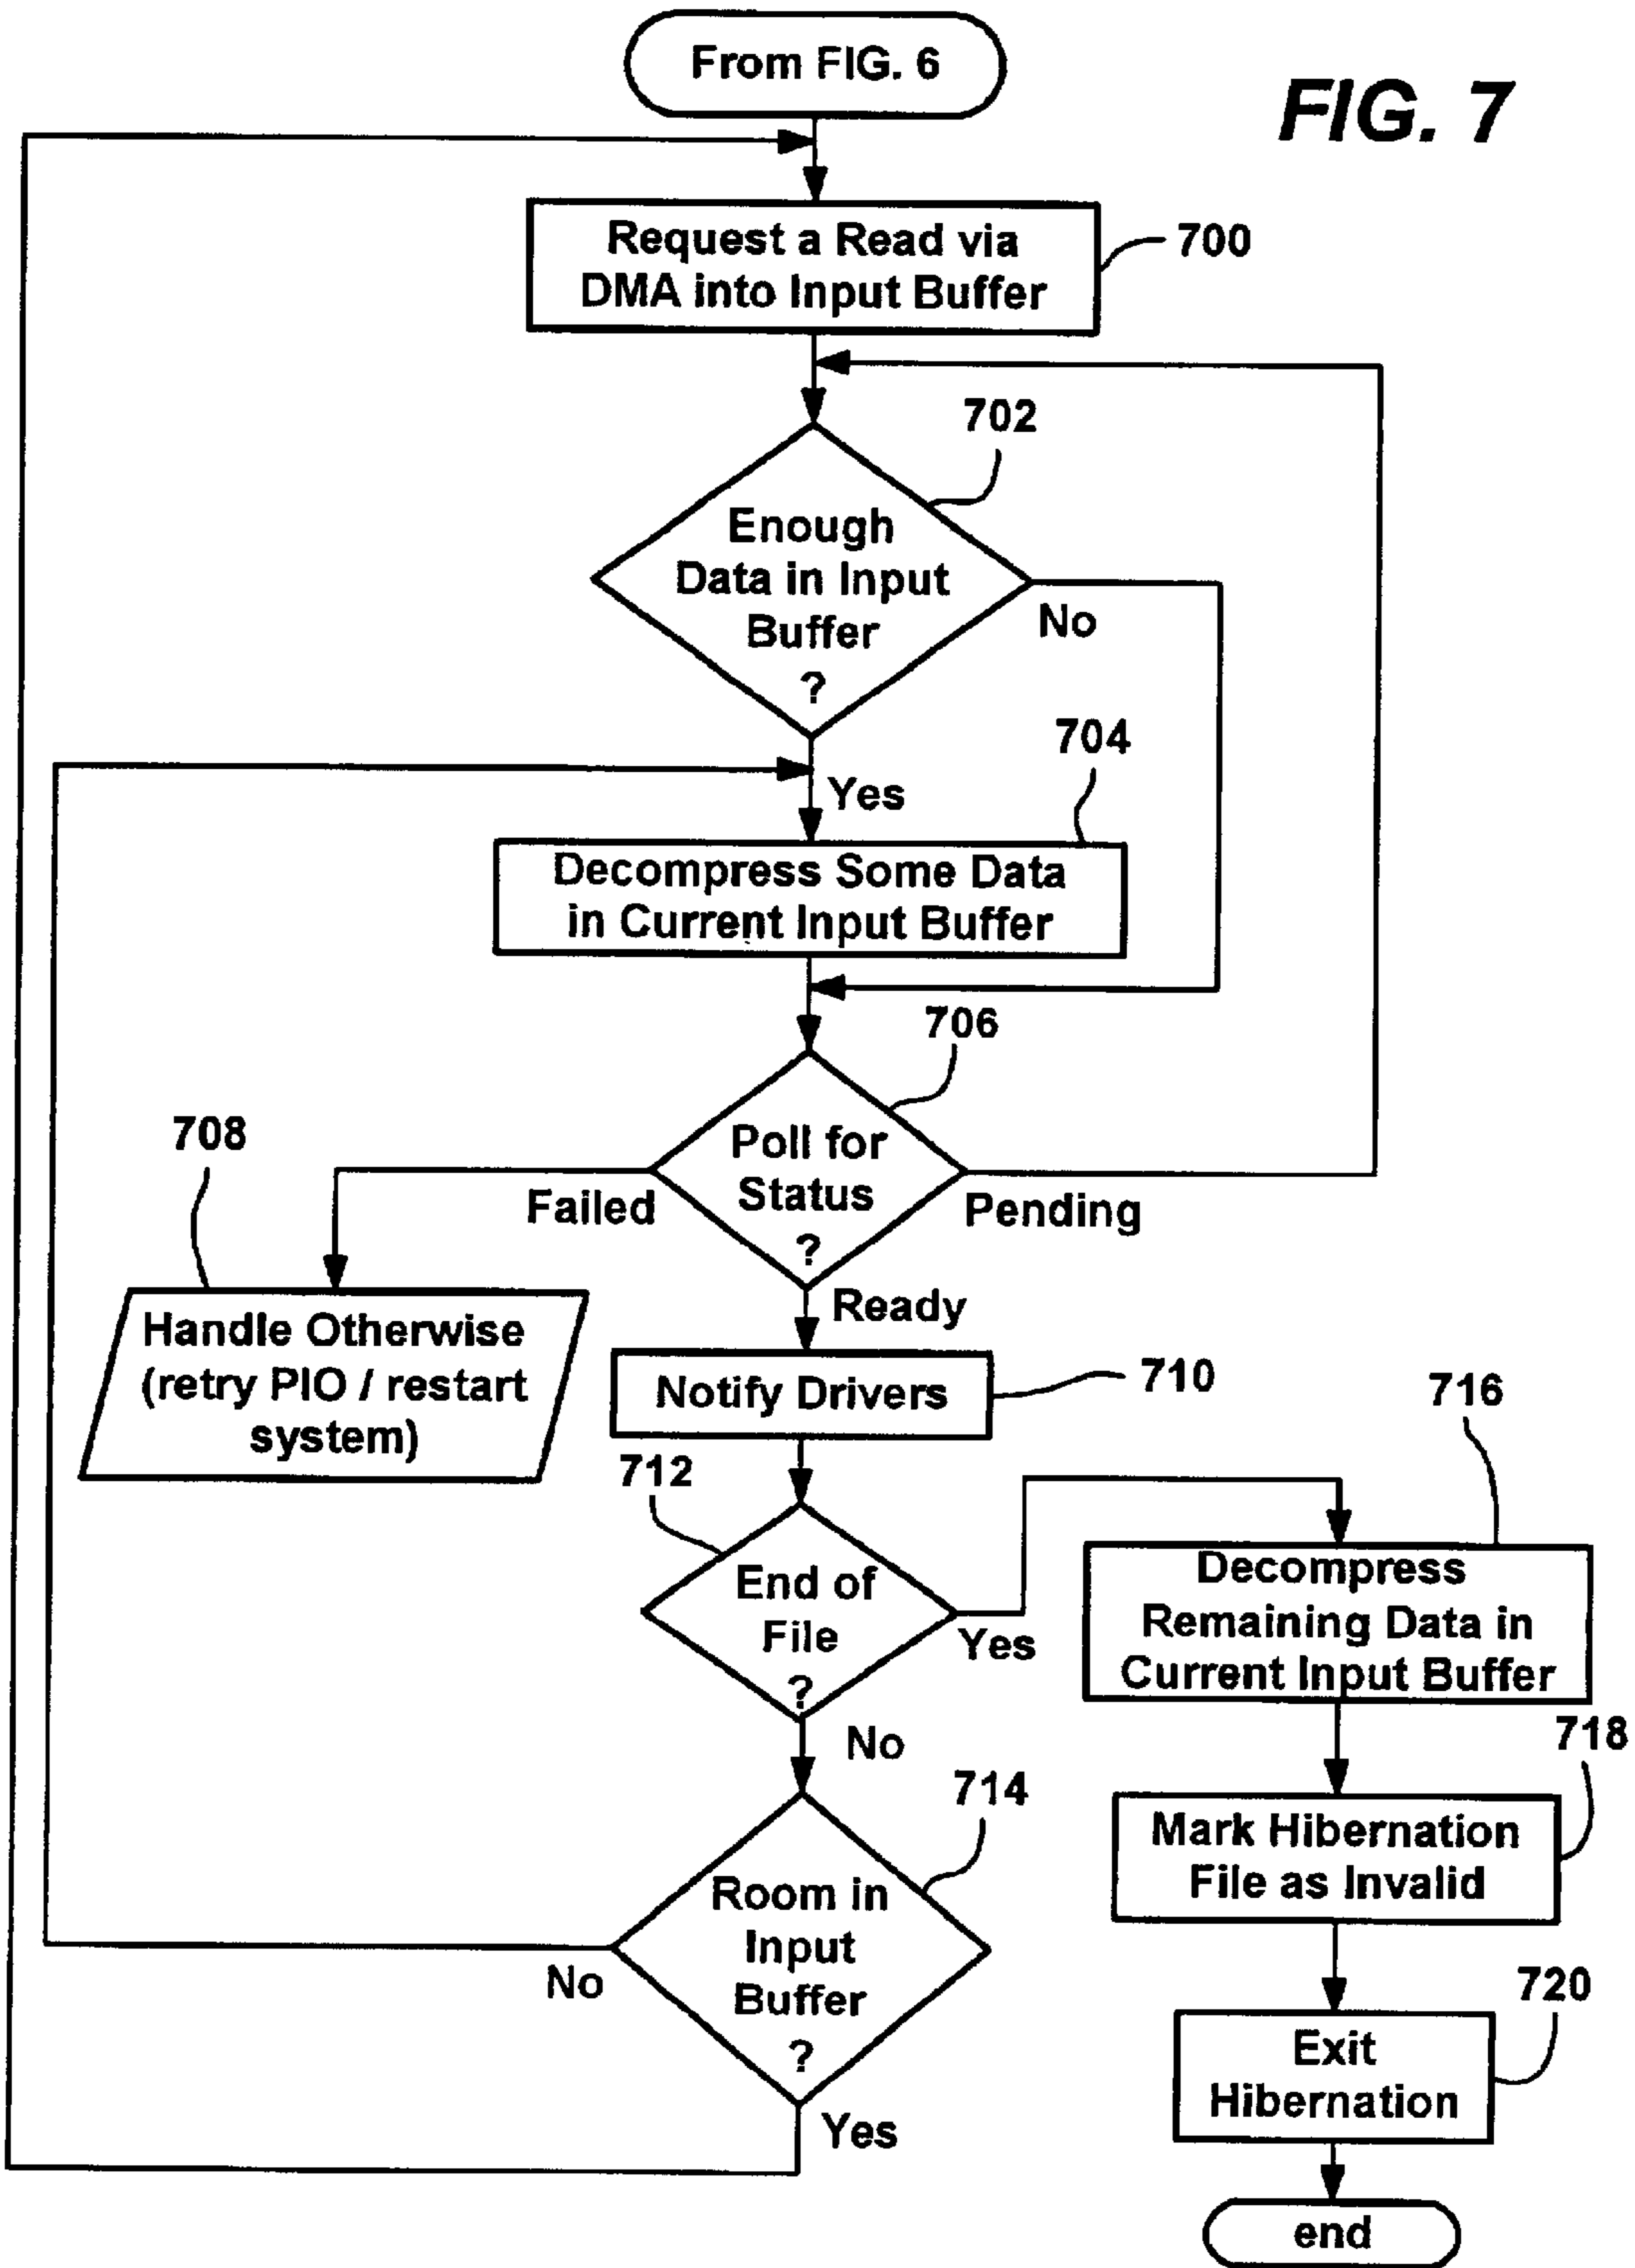 From FIG. 6
FIG. 7
Request a Read via
DMA into Input Buffer
700
702
Enough
Data in Input
Buffer
?
No
Yes
704
Decompress Some Data
in Current Input Buffer
706
Poll for
Status
?
Failed
Pending
Ready
708
Handle Otherwise
(retry PIO / restart
system)
Notify Drivers
710
712
End of
File
?
Yes
No
716
Decompress
Remaining Data in
Current Input Buffer
714
Room in
Input
Buffer
?
No
Yes
718
Mark Hibernation
File as Invalid
720
Exit
Hibernation
end